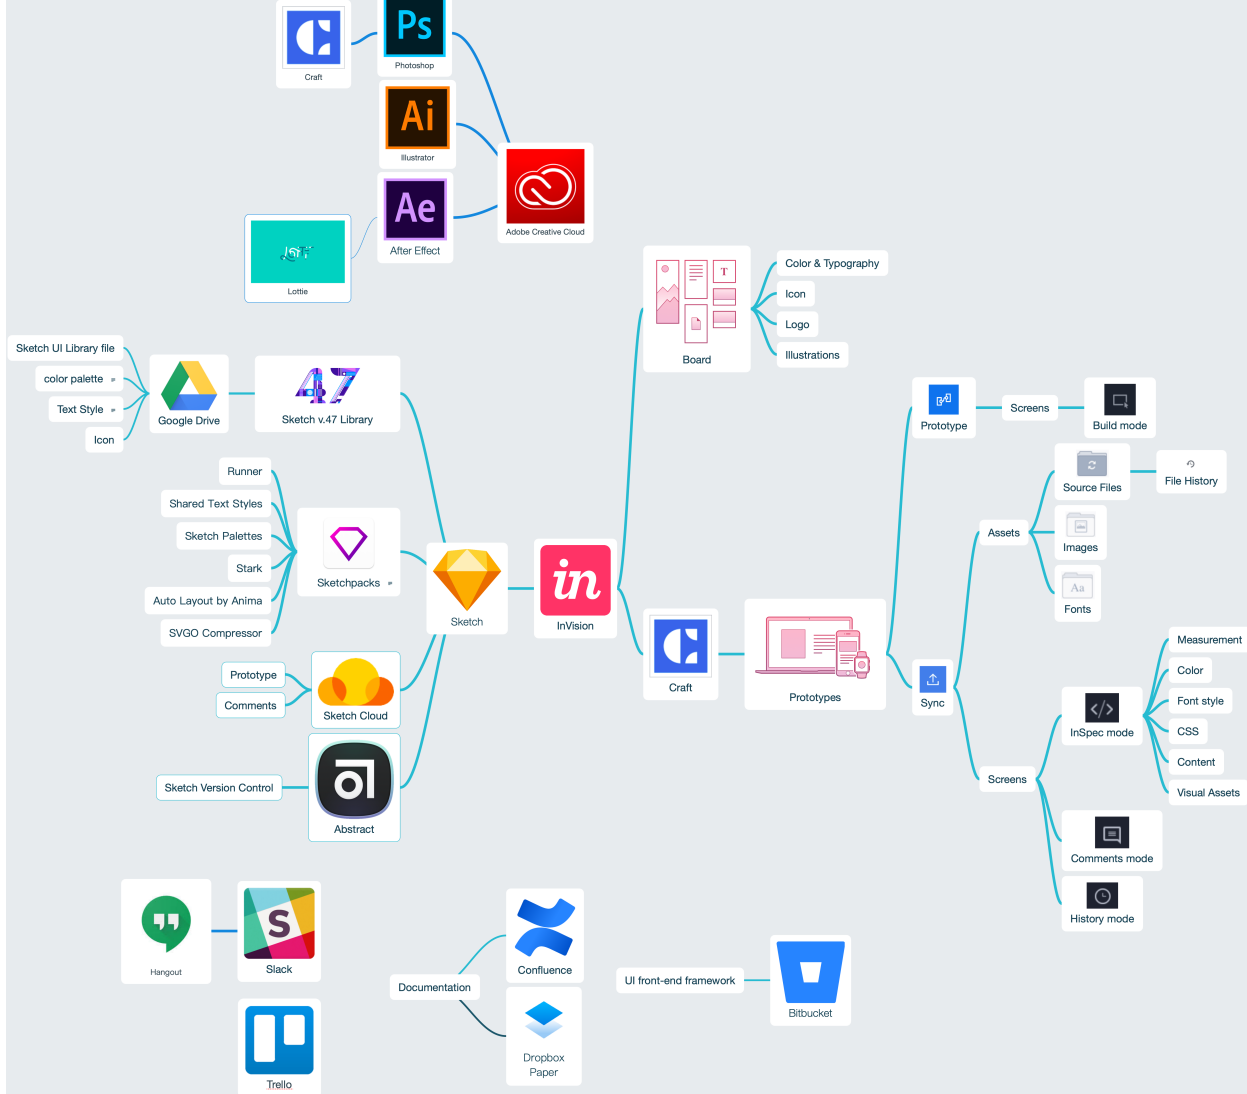 Ps
Craft
Photoshop
Ai
Illustrator
Ae
After Effect
Adobe Creative Cloud
Lottie
T
Board
Color & Typography
Icon
Logo
Illustrations
Sketch UI Library file
color palette
Text Style
Icon
Google Drive
47
Sketch v.47 Library
Runner
Shared Text Styles
Sketch Palettes
Stark
Auto Layout by Anima
SVGO Compressor
Sketchpacks
Sketch
in
InVision
Prototype
Comments
Sketch Cloud
Sketch Version Control
Abstract
Craft
Prototypes
Prototype
Screens
Build mode
Sync
Assets
Source Files
File History
Images
Aa
Fonts
Screens
InSpec mode
Measurement
Color
Font style
CSS
Content
Visual Assets
Comments mode
History mode
Hangout
S
Slack
Trello
Documentation
Confluence
Dropbox
Paper
UI front-end framework
Bitbucket